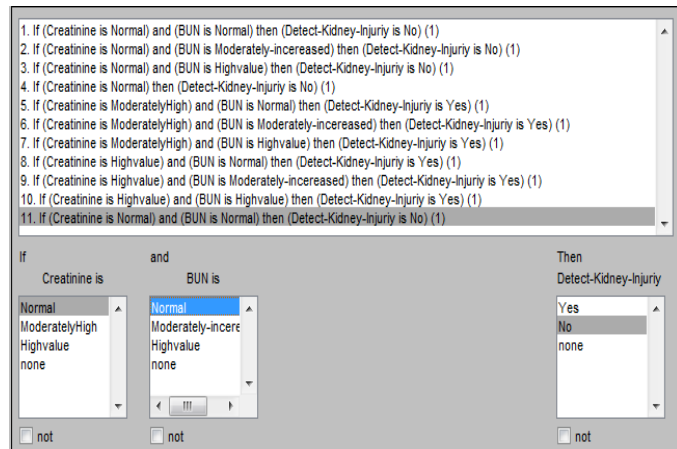 1. If (Creatinine is Normal) and (BUN is Normal) then (Detect-Kidney-Injuriy is No) (1)
2. If (Creatinine is Normal) and (BUN is Moderately-incereased) then (Detect-Kidney-Injuriy is No) (1)
3. If (Creatinine is Normal) and (BUN is Highvalue) then (Detect-Kidney-Injuriy is No) (1)
4. If (Creatinine is Normal) then (Detect-Kidney-Injuriy is No) (1)
5. If (Creatinine is ModeratelyHigh) and (BUN is Normal) then (Detect-Kidney-Injuriy is Yes) (1)
6. If (Creatinine is ModeratelyHigh) and (BUN is Moderately-incereased) then (Detect-Kidney-Injuriy is Yes) (1)
7. If (Creatinine is ModeratelyHigh) and (BUN is Highvalue) then (Detect-Kidney-Injuriy is Yes) (1)
8. If (Creatinine is Highvalue) and (BUN is Normal) then (Detect-Kidney-Injuriy is Yes) (1)
9. If (Creatinine is Highvalue) and (BUN is Moderately-incereased) then (Detect-Kidney-Injuriy is Yes) (1)
10. If (Creatinine is Highvalue) and (BUN is Highvalue) then (Detect-Kidney-Injuriy is Yes) (1)
11. If (Creatinine is Normal) and (BUN is Normal) then (Detect-Kidney-Injuriy is No) (1)
If and Then
Creatinine is BUN is Detect-Kidney-Injuriy
Normal Normal Yes
ModeratelyHigh Moderately-incere No
Highvalue Highvalue none
none none
not not not